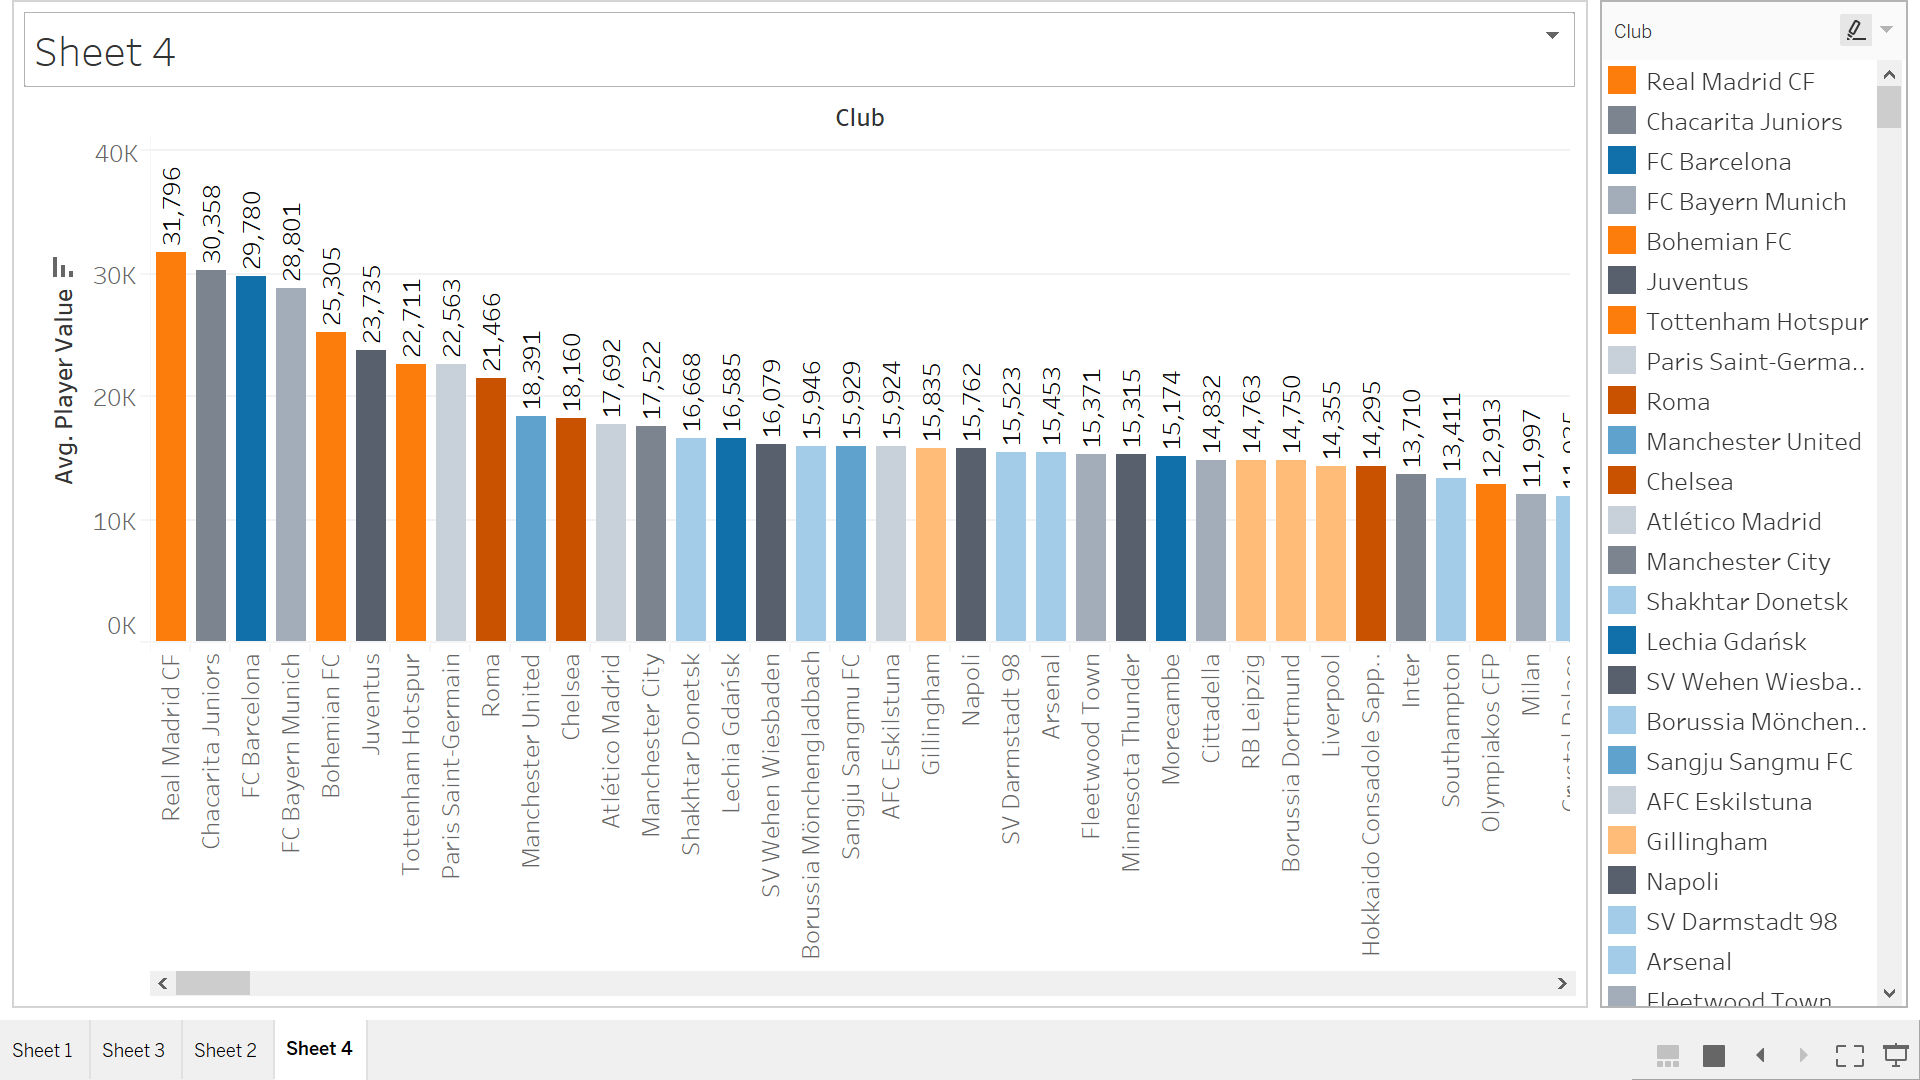 Sheet 4
Club
Avg. Player Value
40K
30K
20K
10K
0K
31,796
30,358
29,780
28,801
25,305
23,735
22,711
22,563
21,466
18,391
18,160
17,692
17,522
16,668
16,585
16,079
15,946
15,929
15,924
15,835
15,762
15,523
15,453
15,371
15,315
15,174
14,832
14,763
14,750
14,355
14,295
13,710
13,411
12,913
11,997
Real Madrid CF
Chacarita Juniors
FC Barcelona
FC Bayern Munich
Bohemian FC
Juventus
Tottenham Hotspur
Paris Saint-Germain
Roma
Manchester United
Chelsea
Atlético Madrid
Manchester City
Shakhtar Donetsk
Lechia Gdańsk
SV Wehen Wiesbaden
Borussia Mönchengladbach
Sangju Sangmu FC
AFC Eskilstuna
Gillingham
Napoli
SV Darmstadt 98
Arsenal
Fleetwood Town
Minnesota Thunder
Morecambe
Cittadella
RB Leipzig
Borussia Dortmund
Liverpool
Hokkaido Consadole Sapp..
Inter
Southampton
Olympiakos CFP
Milan
Club
Real Madrid CF
Chacarita Juniors
FC Barcelona
FC Bayern Munich
Bohemian FC
Juventus
Tottenham Hotspur
Paris Saint-Germa..
Roma
Manchester United
Chelsea
Atlético Madrid
Manchester City
Shakhtar Donetsk
Lechia Gdańsk
SV Wehen Wiesba..
Borussia Mönchen..
Sangju Sangmu FC
AFC Eskilstuna
Gillingham
Napoli
SV Darmstadt 98
Arsenal
Fleetwood Town
Sheet 1
Sheet 3
Sheet 2
Sheet 4